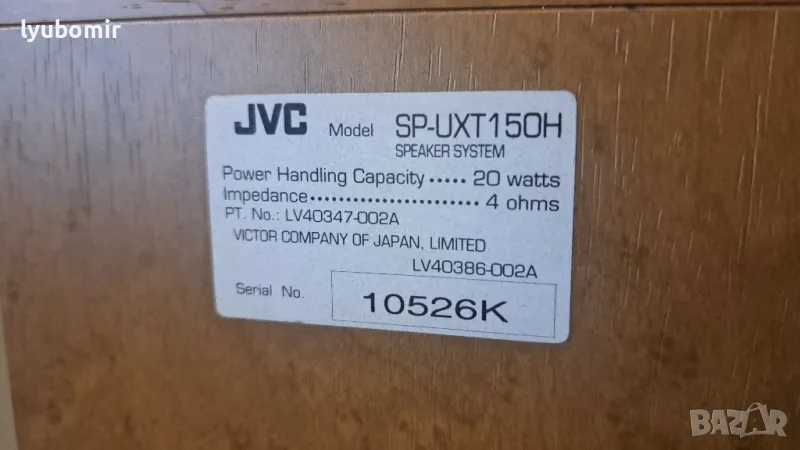 lyubomir
JVC Model SP-UXT150H
SPEAKER SYSTEM
Power Handling Capacity ..... 20 watts
Impedance........................ 4 ohms
PT. No.: LV40347-002A
VICTOR COMPANY OF JAPAN, LIMITED
LV40386-002A
Serial No. 10526K
BAZAR